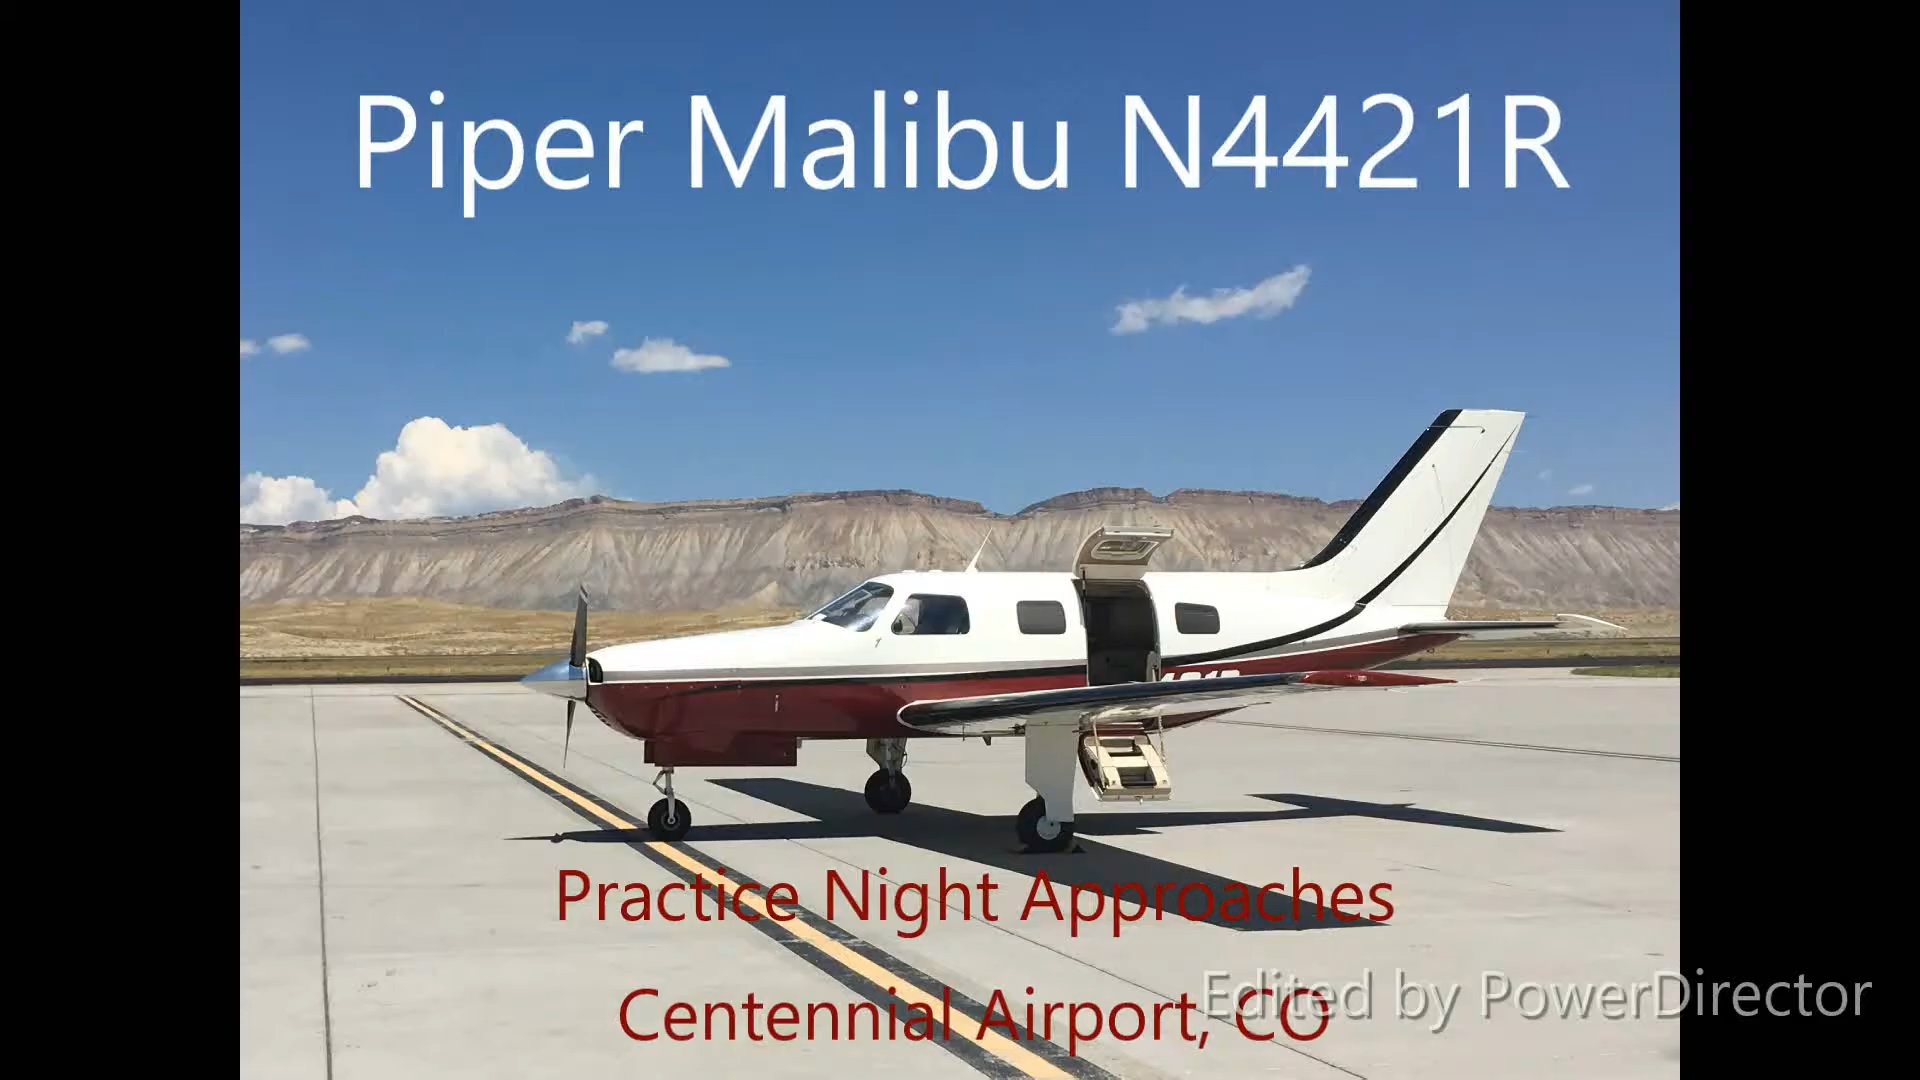 Piper Malibu N4421R
Practice Night Approaches
Centennial Airport, CO
Edited by PowerDirector